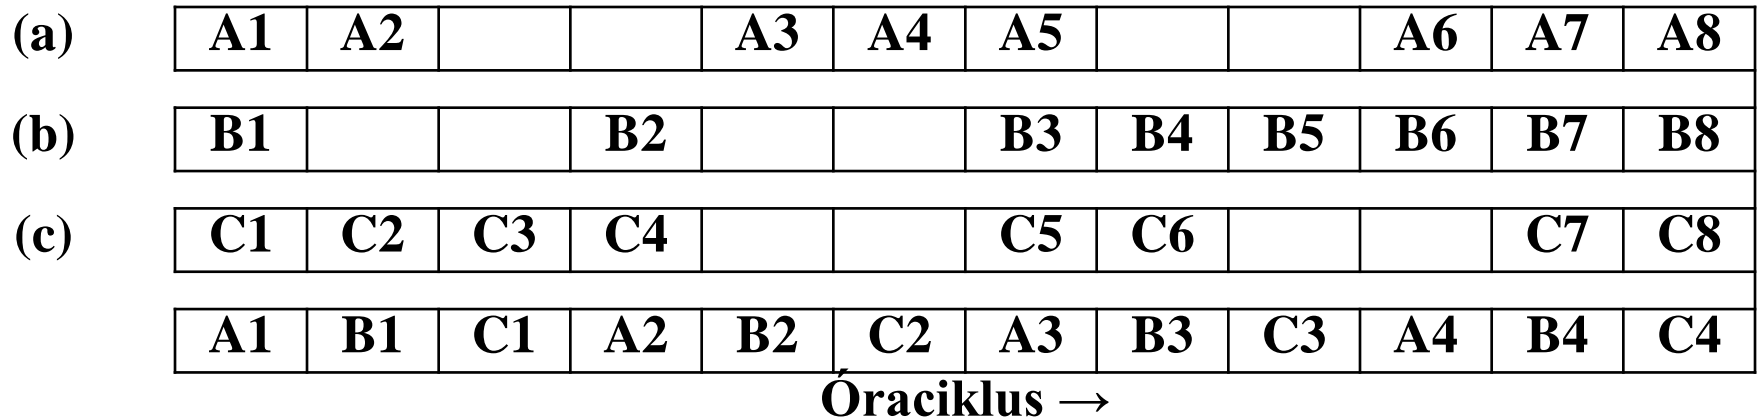 (a) A1 A2 A3 A4 A5 A6 A7 A8
(b) B1 B2 B3 B4 B5 B6 B7 B8
(c) C1 C2 C3 C4 C5 C6 C7 C8
A1 B1 C1 A2 B2 C2 A3 B3 C3 A4 B4 C4
Óraciklus →